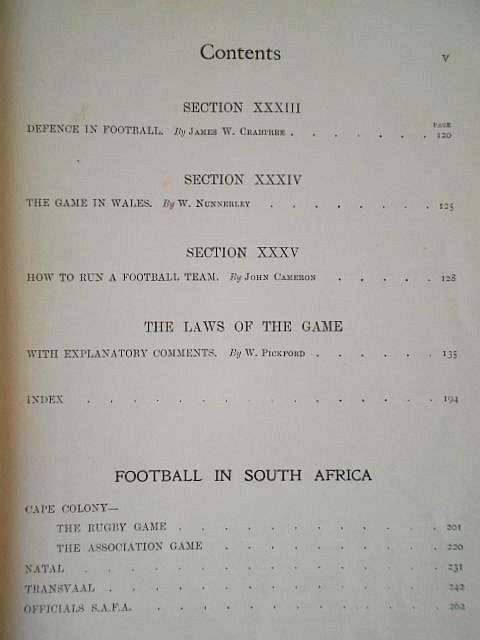 Contents v
SECTION XXXIII
PAGE
DEFENCE IN FOOTBALL. By James W. Crabtree . . . . . . 120
SECTION XXXIV
THE GAME IN WALES. By W. Nunnerley . . . . . . . 125
SECTION XXXV
HOW TO RUN A FOOTBALL TEAM. By John Cameron . . . . . 128
THE LAWS OF THE GAME
WITH EXPLANATORY COMMENTS. By W. Pickford . . . . . . 135
INDEX . . . . . . . . . . . . . . 194
FOOTBALL IN SOUTH AFRICA
CAPE COLONY—
THE RUGBY GAME . . . . . . . . . . . 201
THE ASSOCIATION GAME . . . . . . . . . 220
NATAL . . . . . . . . . . . . . . 231
TRANSVAAL . . . . . . . . . . . . . 242
OFFICIALS S.A.F.A. . . . . . . . . . . . 262